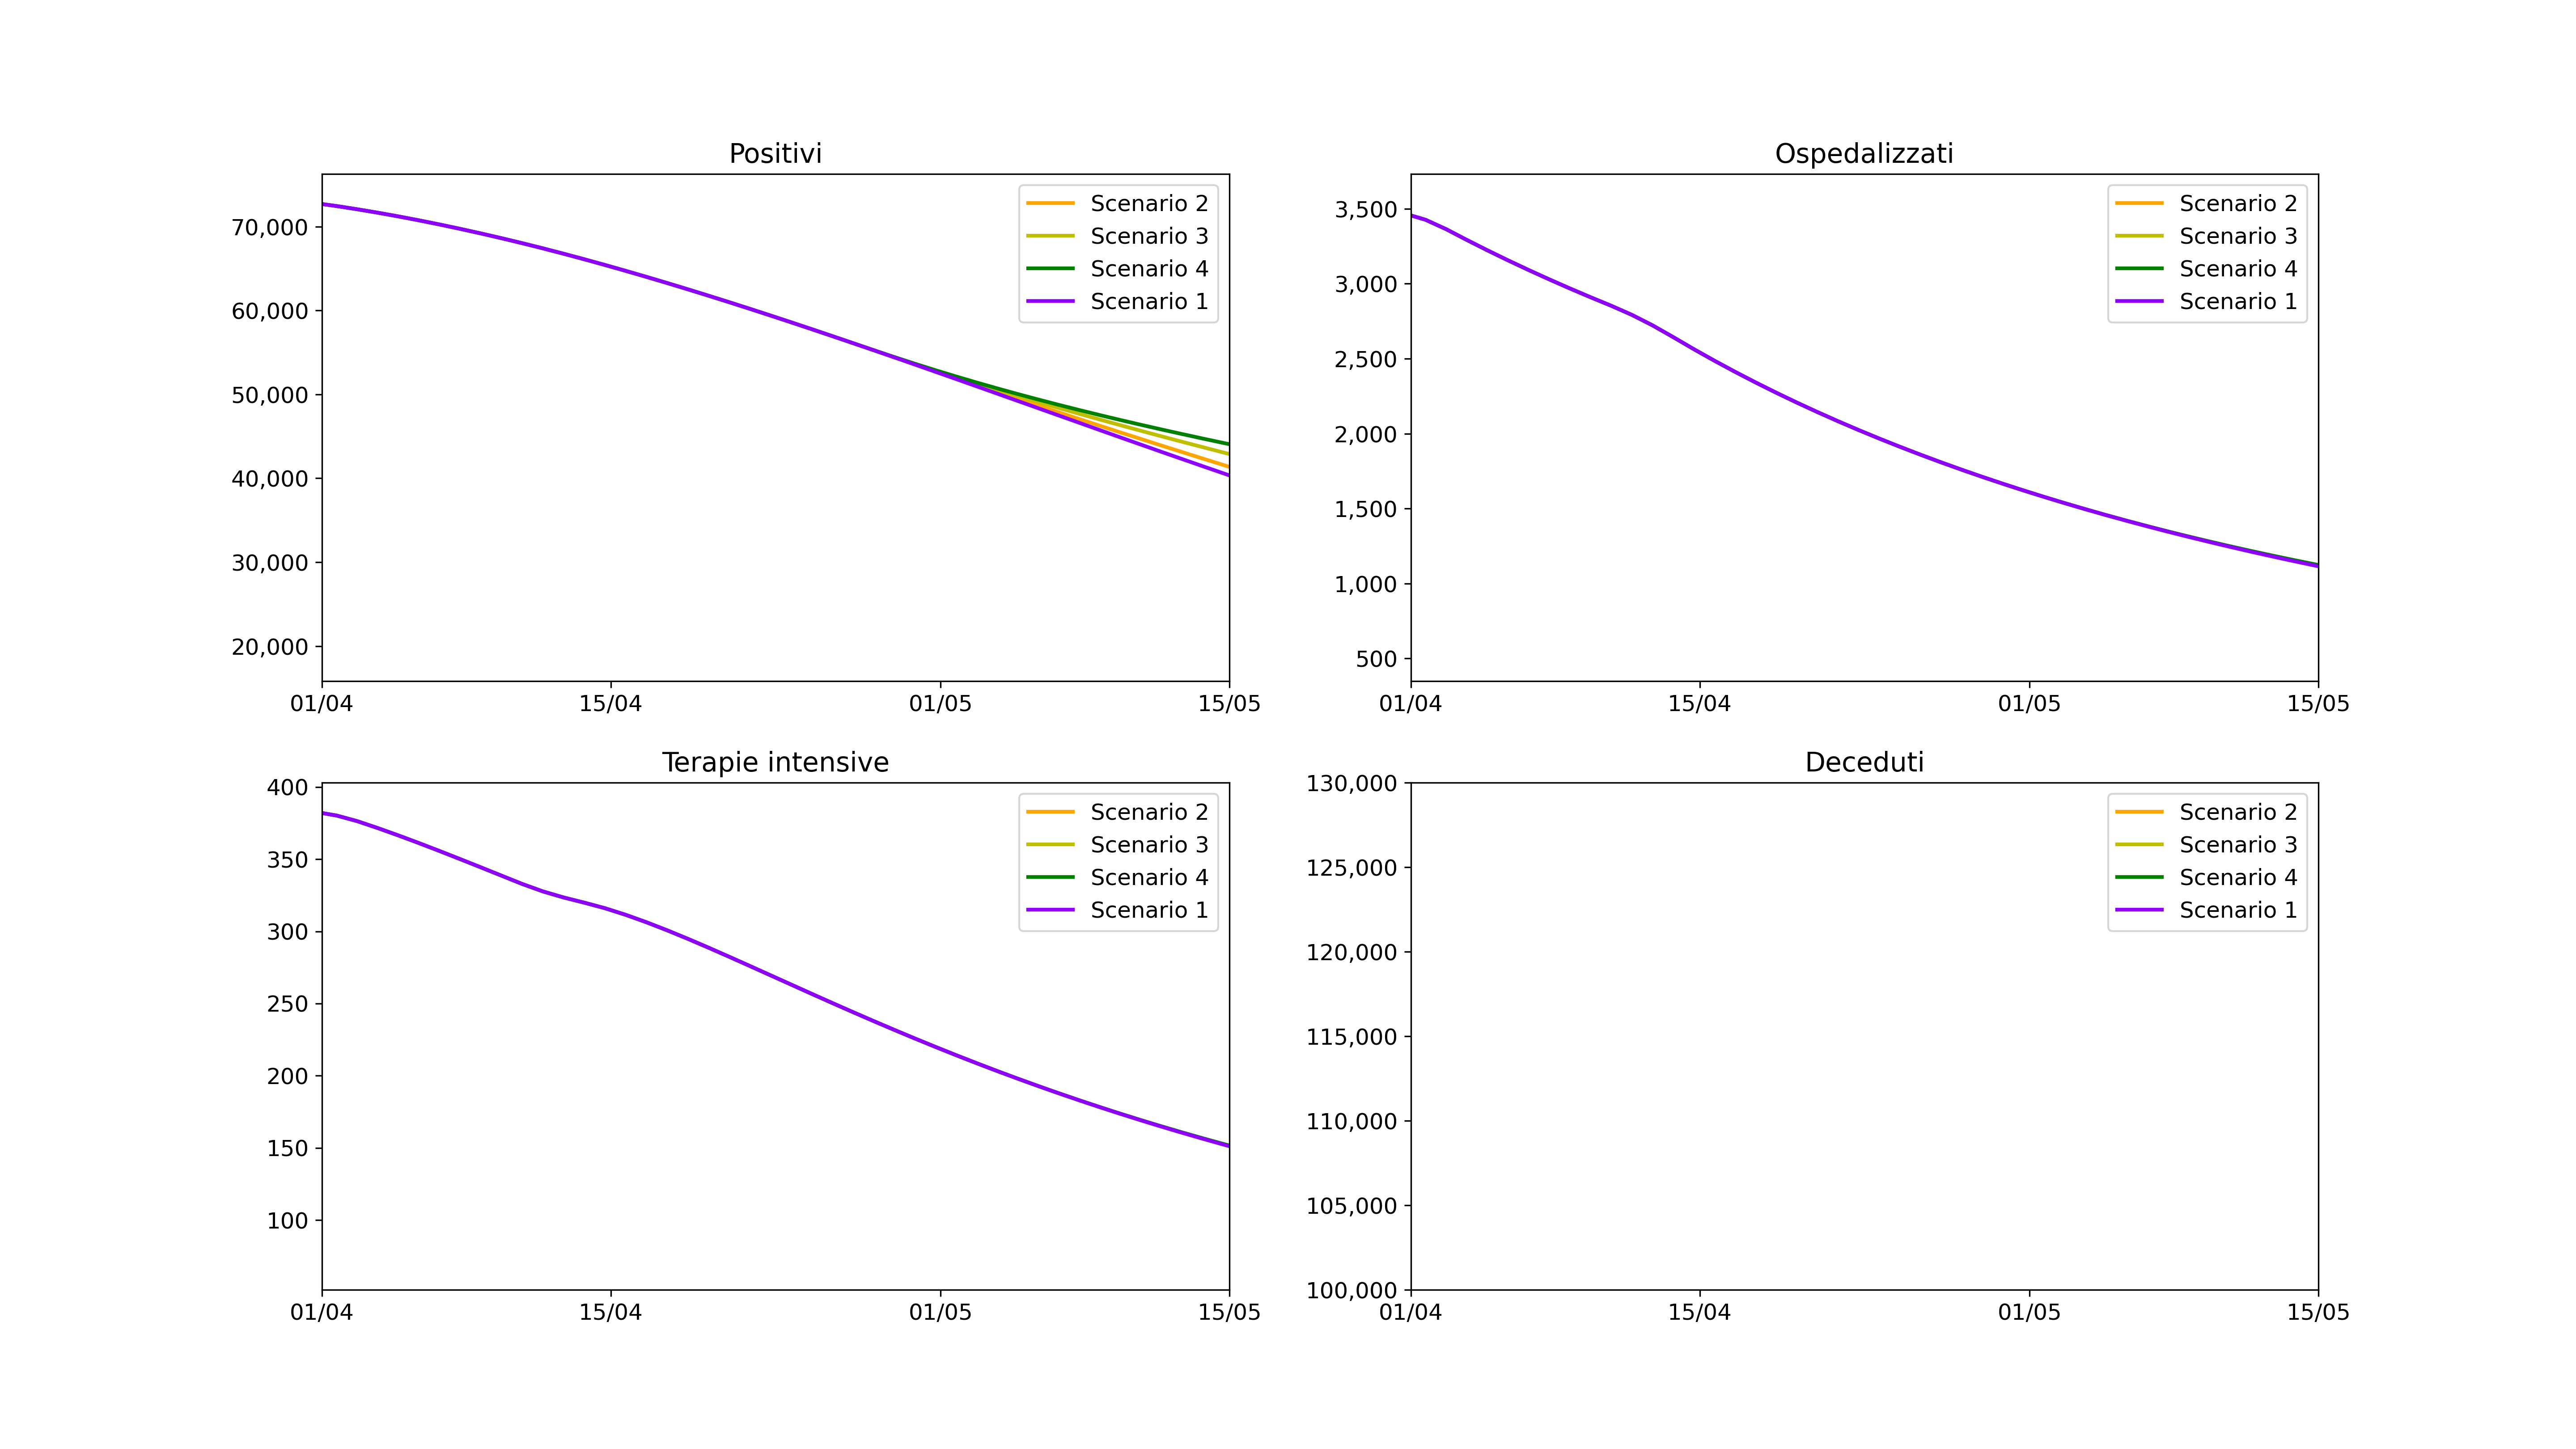 Positivi
70,000
60,000
50,000
40,000
30,000
20,000
01/04 15/04 01/05 15/05
Scenario 2
Scenario 3
Scenario 4
Scenario 1
Ospedalizzati
3,500
3,000
2,500
2,000
1,500
1,000
500
01/04 15/04 01/05 15/05
Scenario 2
Scenario 3
Scenario 4
Scenario 1
Terapie intensive
400
350
300
250
200
150
100
01/04 15/04 01/05 15/05
Scenario 2
Scenario 3
Scenario 4
Scenario 1
Deceduti
130,000
125,000
120,000
115,000
110,000
105,000
100,000
01/04 15/04 01/05 15/05
Scenario 2
Scenario 3
Scenario 4
Scenario 1